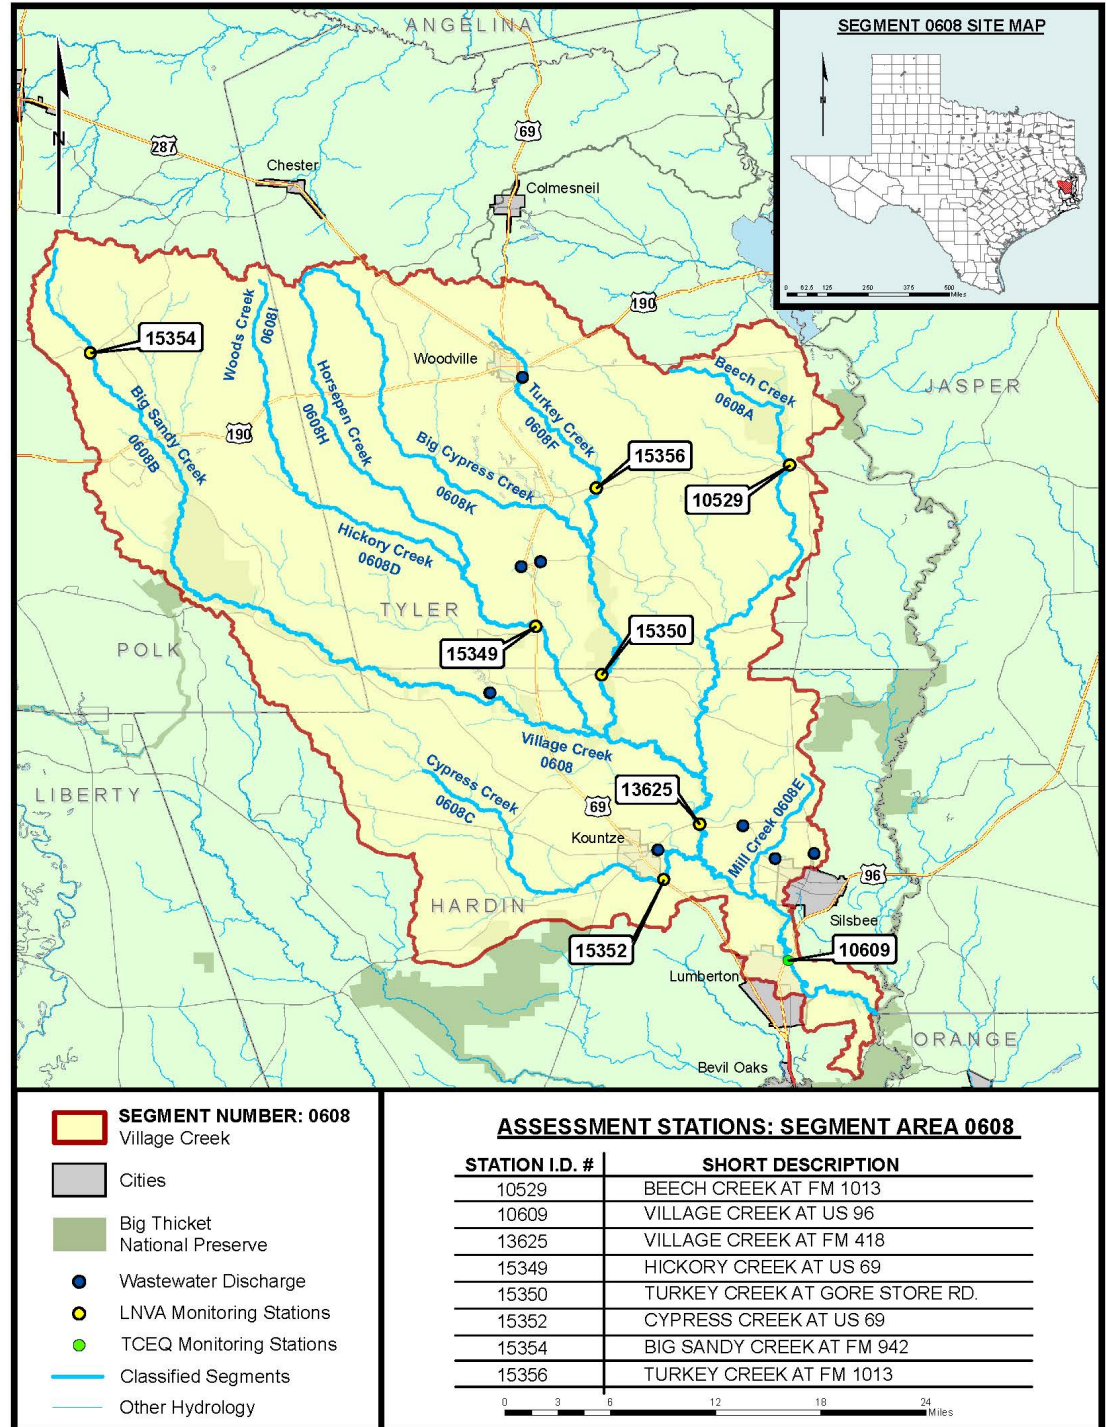 ANGELINA
SEGMENT 0608 SITE MAP
N
0 62.5 125 250 375 500
Miles
N
287
69
Chester
Colmesneil
190
15354
Woods Creek
0608I
Woodville
Beech Creek
0608A
JASPER
Big Sandy Creek
0608B
Horsepen Creek
0608H
Turkey Creek
0608F
190
Big Cypress Creek
0608K
15356
10529
Hickory Creek
0608D
TYLER
15350
15349
POLK
Village Creek
0608
Cypress Creek
0608C
13625
69
Mill Creek 0608E
LIBERTY
Kountze
96
HARDIN
Silsbee
15352
10609
Lumberton
ORANGE
Bevil Oaks
SEGMENT NUMBER: 0608
Village Creek
Cities
Big Thicket
National Preserve
Wastewater Discharge
LNVA Monitoring Stations
TCEQ Monitoring Stations
Classified Segments
Other Hydrology
ASSESSMENT STATIONS: SEGMENT AREA 0608
STATION I.D. # SHORT DESCRIPTION
10529 BEECH CREEK AT FM 1013
10609 VILLAGE CREEK AT US 96
13625 VILLAGE CREEK AT FM 418
15349 HICKORY CREEK AT US 69
15350 TURKEY CREEK AT GORE STORE RD.
15352 CYPRESS CREEK AT US 69
15354 BIG SANDY CREEK AT FM 942
15356 TURKEY CREEK AT FM 1013
0 3 6 12 18 24
Miles